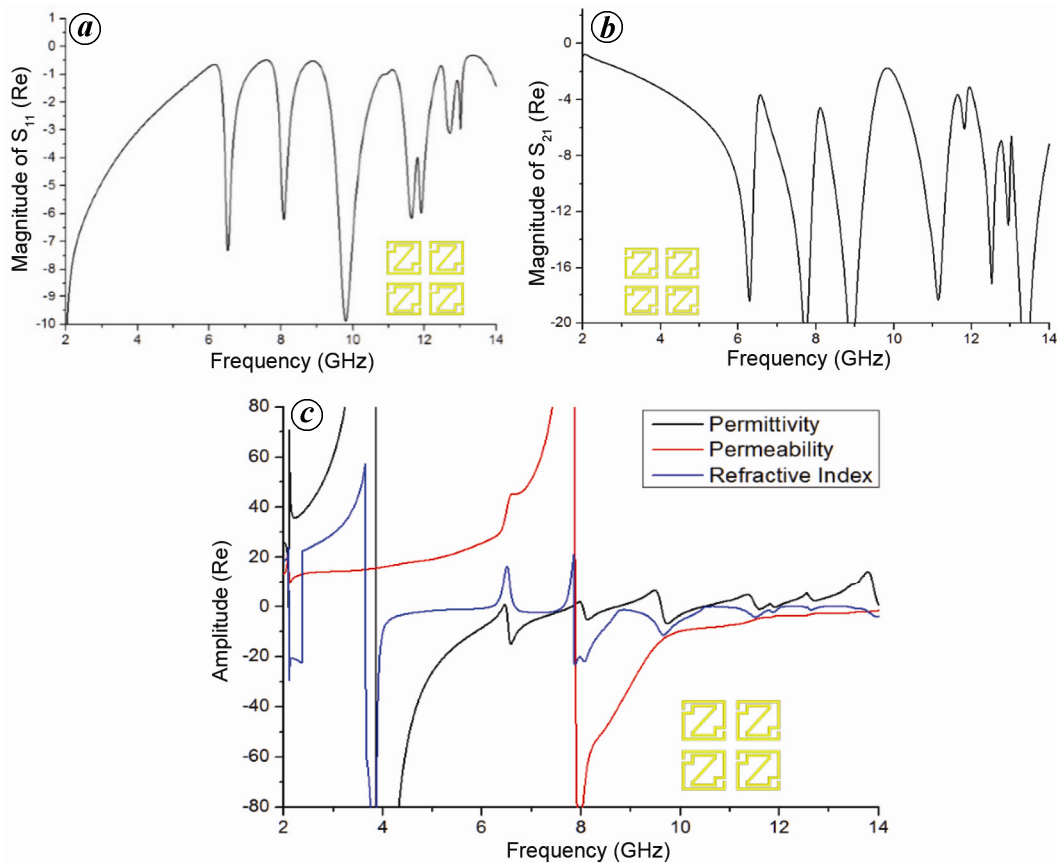 a
Magnitude of S11 (Re)
1
0
-1
-2
-3
-4
-5
-6
-7
-8
-9
-10
2 4 6 8 10 12 14
Frequency (GHz)
b
Magnitude of S21 (Re)
0
-4
-8
-12
-16
-20
2 4 6 8 10 12 14
Frequency (GHz)
c
Permittivity
Permeability
Refractive Index
Amplitude (Re)
80
60
40
20
0
-20
-40
-60
-80
2 4 6 8 10 12 14
Frequency (GHz)